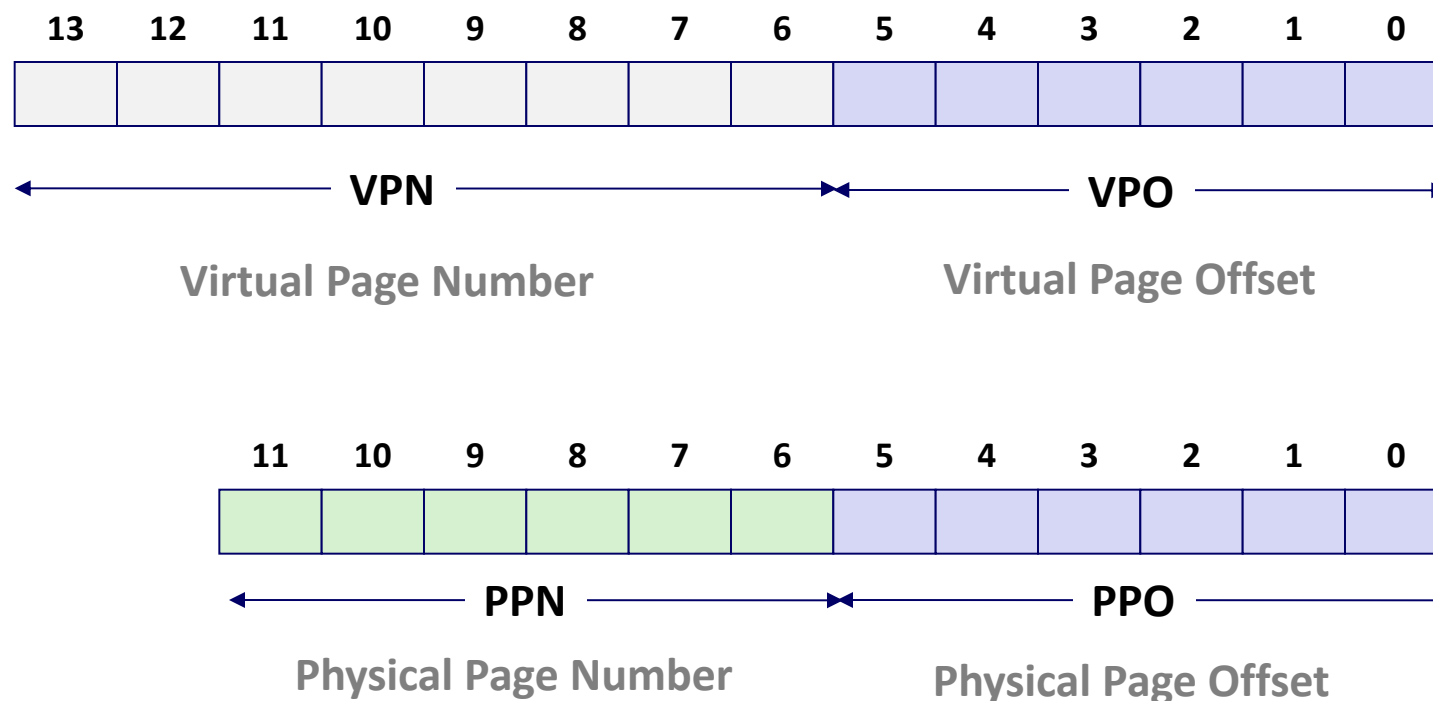 13 12 11 10 9 8 7 6 5 4 3 2 1 0
VPN VPO
Virtual Page Number Virtual Page Offset
11 10 9 8 7 6 5 4 3 2 1 0
PPN PPO
Physical Page Number Physical Page Offset